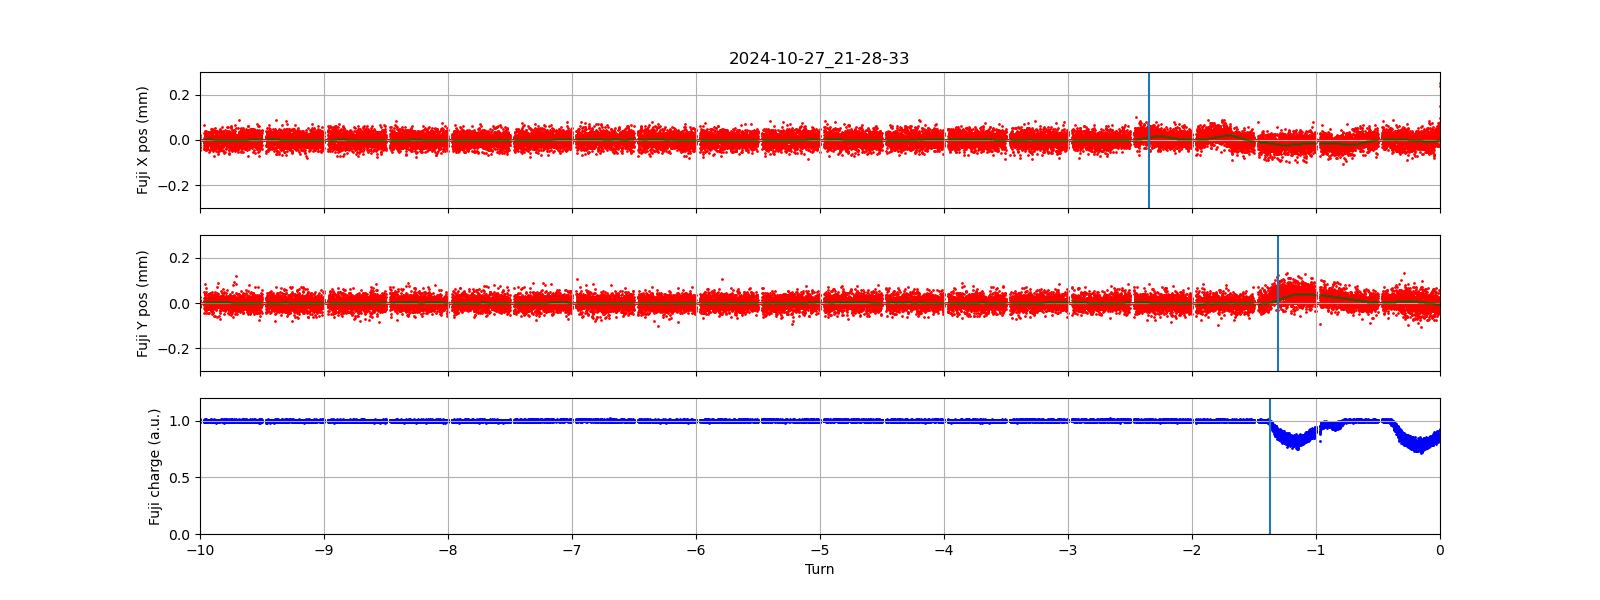 2024-10-27_21-28-33
Fuji X pos (mm)
0.2
0.0
−0.2
Fuji Y pos (mm)
0.2
0.0
−0.2
Fuji charge (a.u.)
1.0
0.5
0.0
−10 −9 −8 −7 −6 −5 −4 −3 −2 −1 0
Turn